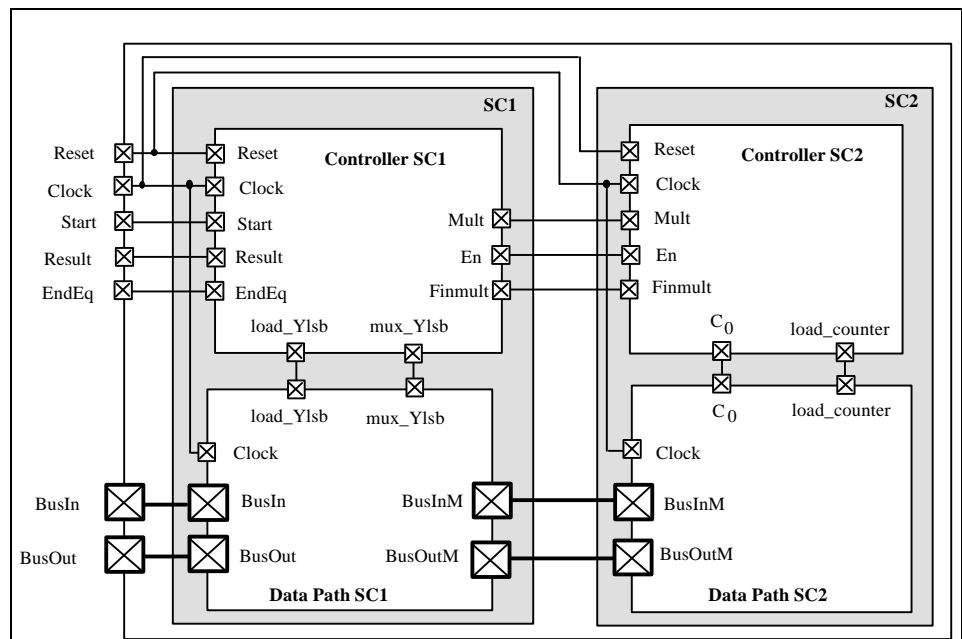 SC1
SC2
Reset
Reset
Controller SC1
Reset
Controller SC2
Clock
Clock
Clock
Start
Start
Mult
Mult
Result
Result
En
En
EndEq
EndEq
Finmult
Finmult
load_Ylsb
mux_Ylsb
C0
load_counter
load_Ylsb
mux_Ylsb
C0
load_counter
Clock
Clock
BusIn
BusIn
BusInM
BusInM
BusOut
BusOut
BusOutM
BusOutM
Data Path SC1
Data Path SC2